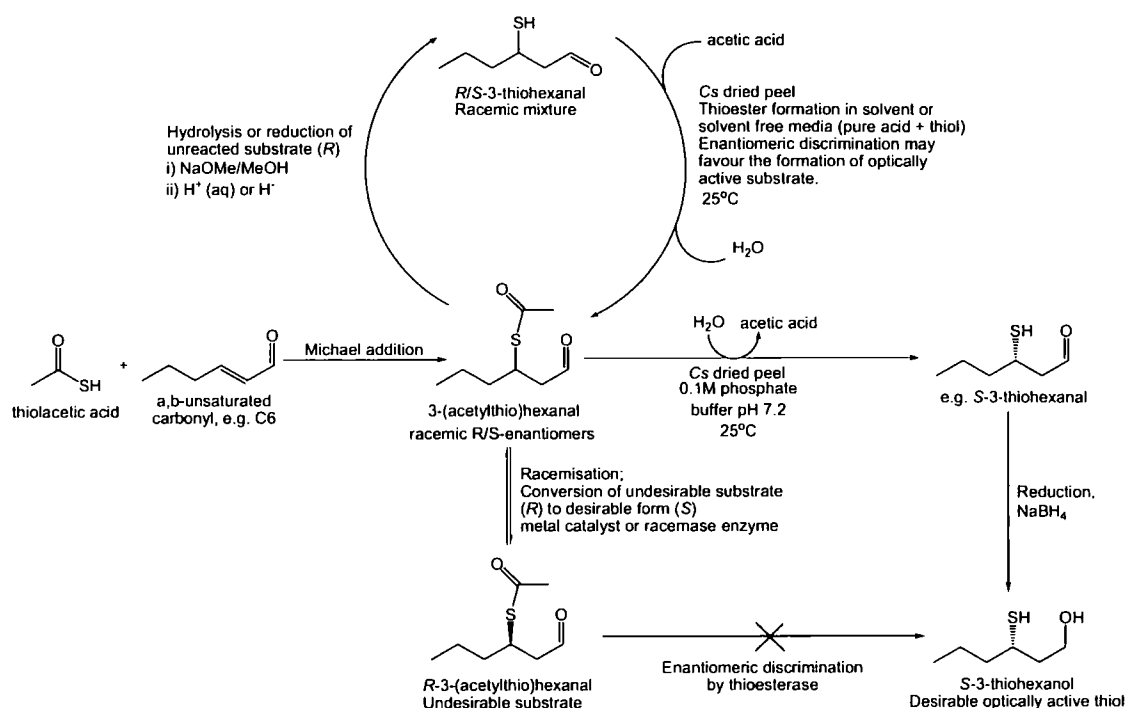 SH
O
R/S-3-thiohexanal
Racemic mixture
acetic acid
Cs dried peel
Thioester formation in solvent or
solvent free media (pure acid + thiol)
Enantiomeric discrimination may
favour the formation of optically
active substrate.
25°C
H2O
Hydrolysis or reduction of
unreacted substrate (R)
i) NaOMe/MeOH
ii) H+ (aq) or H-
O
SH
thiolacetic acid
+
O
a,b-unsaturated
carbonyl, e.g. C6
Michael addition
O
S
O
3-(acetylthio)hexanal
racemic R/S-enantiomers
H2O acetic acid
Cs dried peel
0.1M phosphate
buffer pH 7.2
25°C
SH
O
e.g. S-3-thiohexanal
Racemisation;
Conversion of undesirable substrate
(R) to desirable form (S)
metal catalyst or racemase enzyme
Reduction,
NaBH4
O
S
O
R-3-(acetylthio)hexanal
Undesirable substrate
Enantiomeric discrimination
by thioesterase
SH
OH
S-3-thiohexanol
Desirable optically active thiol